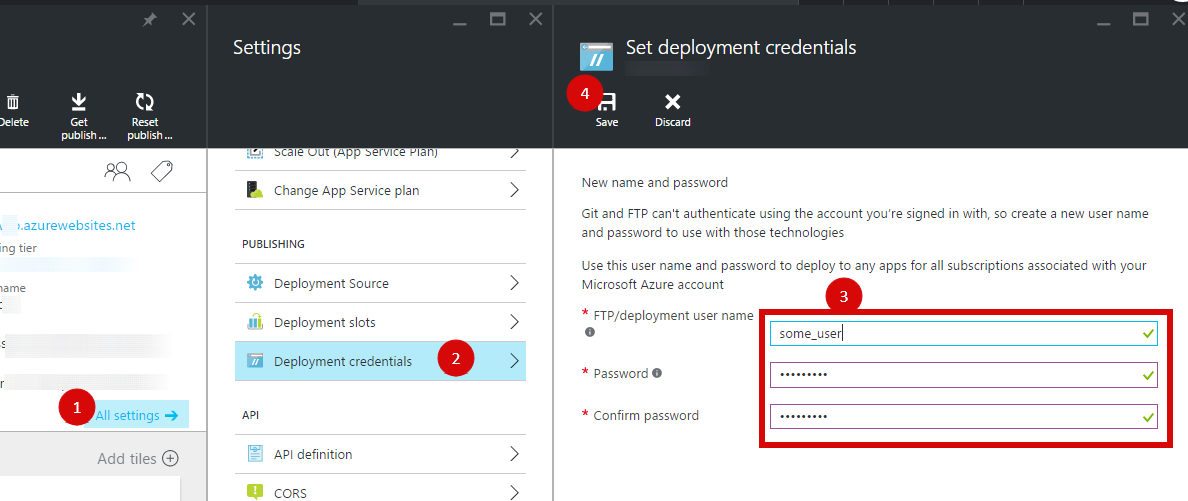 Settings
Set deployment credentials
4
Delete
Get
publish ...
Reset
publish ...
Save
Discard
.azurewebsites.net
ing tier
name
1
All settings
Add tiles
Scale Out (App Service Plan)
Change App Service plan
PUBLISHING
Deployment Source
Deployment slots
Deployment credentials
2
API
API definition
CORS
New name and password
Git and FTP can't authenticate using the account you're signed in with, so create a new user name
and password to use with those technologies
Use this user name and password to deploy to any apps for all subscriptions associated with your
Microsoft Azure account
3
* FTP/deployment user name
some_user
* Password
•••••••••
* Confirm password
•••••••••